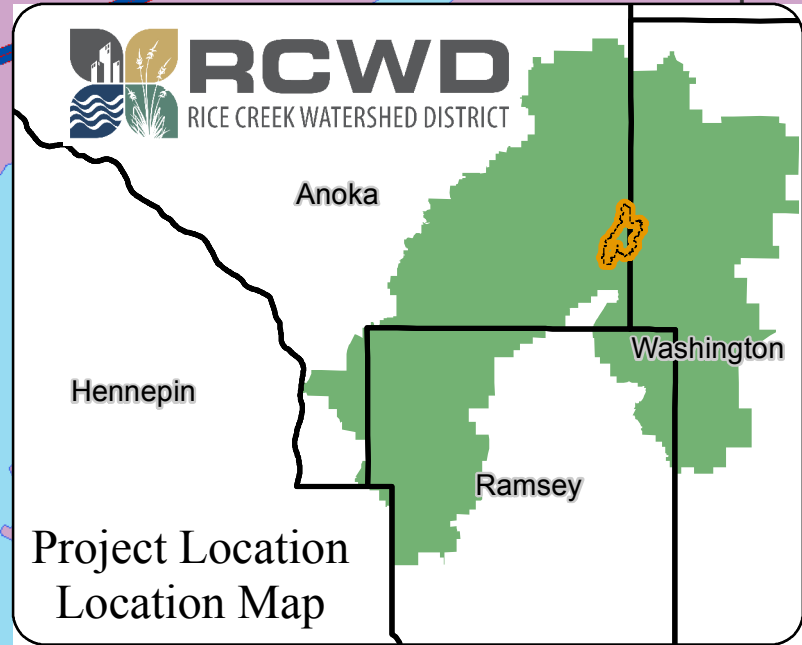 RCWD
RICE CREEK WATERSHED DISTRICT
Anoka
Washington
Hennepin
Ramsey
Project Location
Location Map